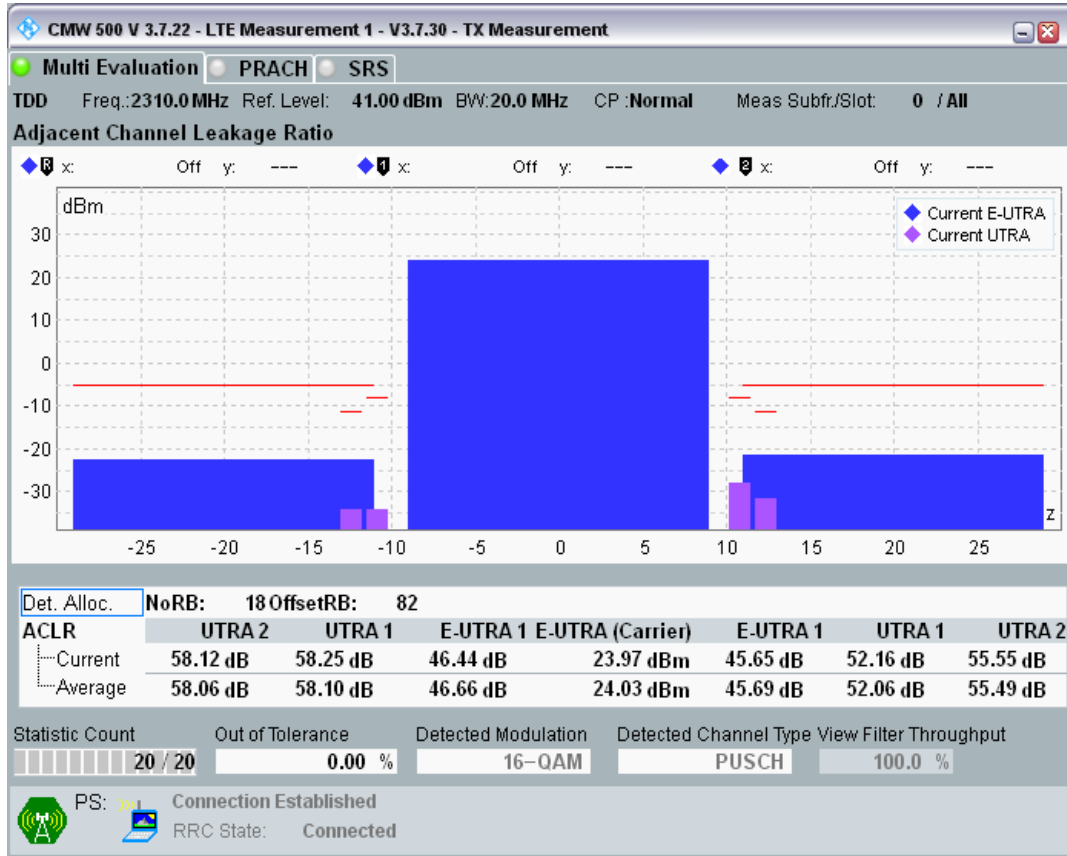 CMW 500 V 3.7.22 - LTE Measurement 1 - V3.7.30 - TX Measurement
Multi Evaluation PRACH SRS
TDD Freq.:2310.0 MHz Ref. Level: 41.00 dBm BW:20.0 MHz CP :Normal Meas Subfr./Slot: 0 / All
Adjacent Channel Leakage Ratio
R x: Off y: --- 1 x: Off y: --- 2 x: Off y: ---
dBm
Current E-UTRA
Current UTRA
30
20
10
0
-10
-20
-30
z
-25 -20 -15 -10 -5 0 5 10 15 20 25
Det. Alloc. NoRB: 18 OffsetRB: 82
ACLR UTRA 2 UTRA 1 E-UTRA 1 E-UTRA (Carrier) E-UTRA 1 UTRA 1 UTRA 2
Current 58.12 dB 58.25 dB 46.44 dB 23.97 dBm 45.65 dB 52.16 dB 55.55 dB
Average 58.06 dB 58.10 dB 46.66 dB 24.03 dBm 45.69 dB 52.06 dB 55.49 dB
Statistic Count Out of Tolerance Detected Modulation Detected Channel Type View Filter Throughput
20 / 20 0.00 % 16-QAM PUSCH 100.0 %
PS: Connection Established
RRC State: Connected